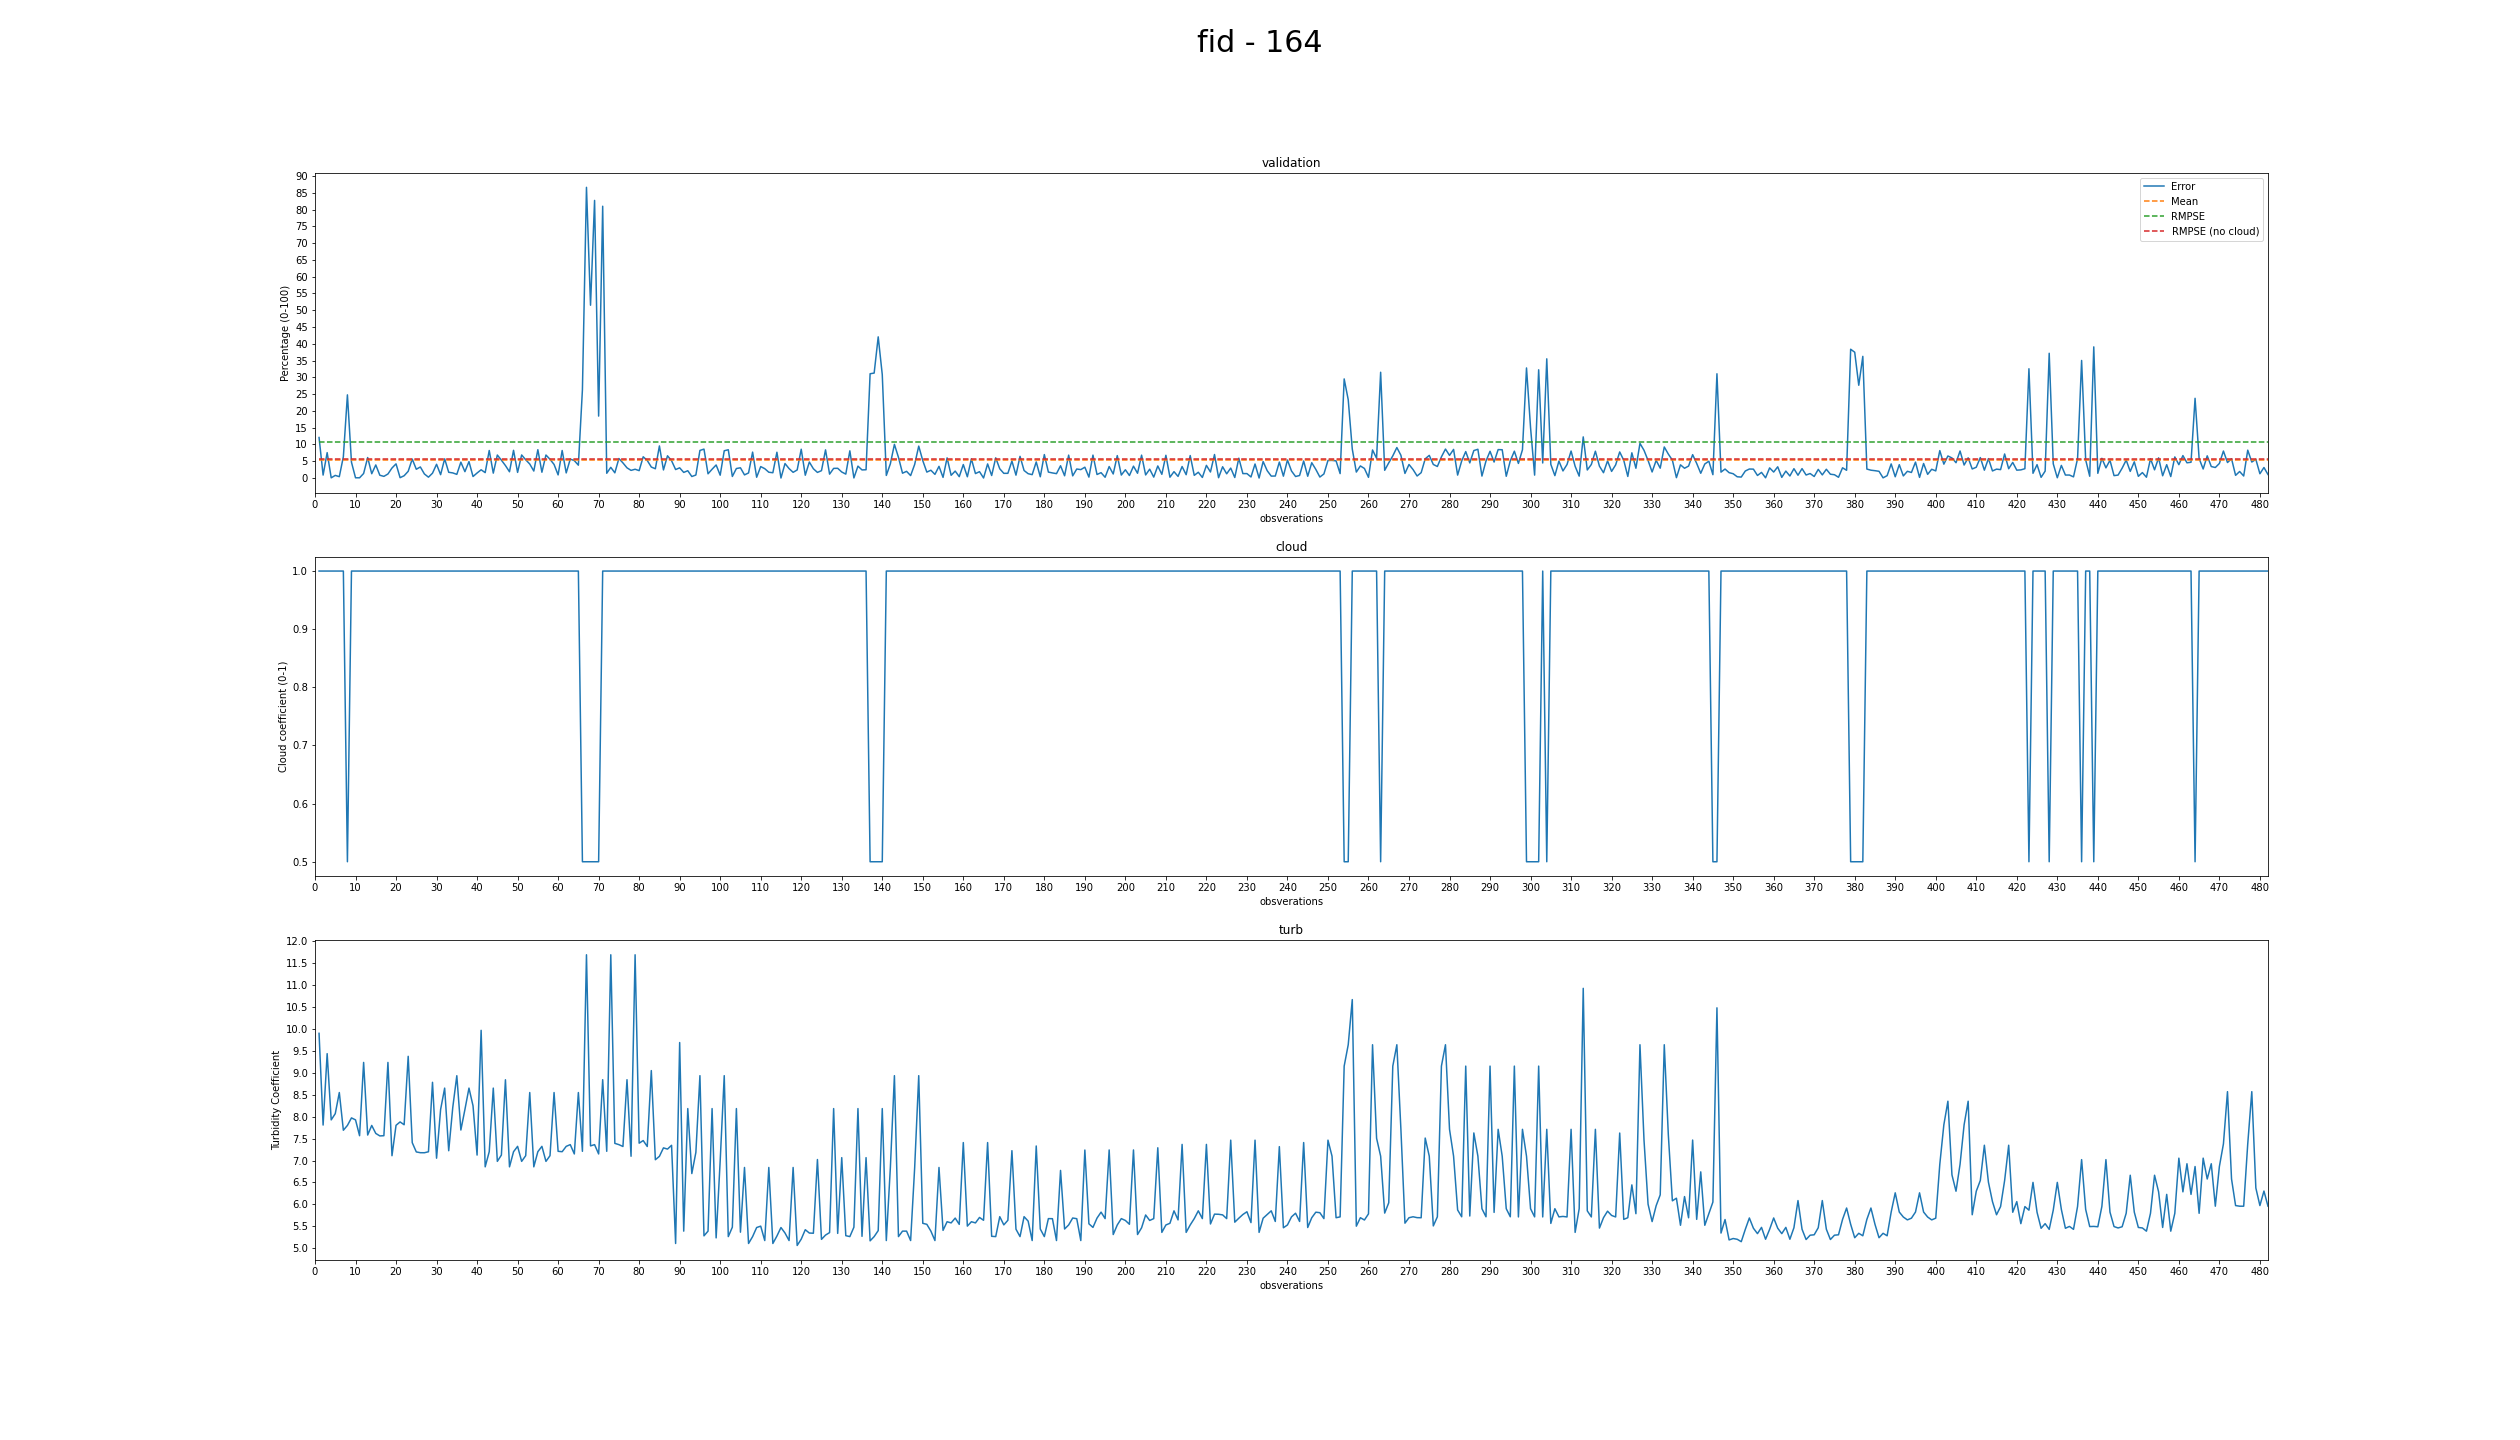 fid - 164
validation
90
85
80
75
70
65
60
55
50
45
40
35
30
25
20
15
10
5
0
Percentage (0-100)
Error
Mean
RMPSE
RMPSE (no cloud)
0 10 20 30 40 50 60 70 80 90 100 110 120 130 140 150 160 170 180 190 200 210 220 230 240 250 260 270 280 290 300 310 320 330 340 350 360 370 380 390 400 410 420 430 440 450 460 470 480
obsverations
cloud
1.0
0.9
0.8
0.7
0.6
0.5
Cloud coefficient (0-1)
0 10 20 30 40 50 60 70 80 90 100 110 120 130 140 150 160 170 180 190 200 210 220 230 240 250 260 270 280 290 300 310 320 330 340 350 360 370 380 390 400 410 420 430 440 450 460 470 480
obsverations
turb
12.0
11.5
11.0
10.5
10.0
9.5
9.0
8.5
8.0
7.5
7.0
6.5
6.0
5.5
5.0
Turbidity Coefficient
0 10 20 30 40 50 60 70 80 90 100 110 120 130 140 150 160 170 180 190 200 210 220 230 240 250 260 270 280 290 300 310 320 330 340 350 360 370 380 390 400 410 420 430 440 450 460 470 480
obsverations